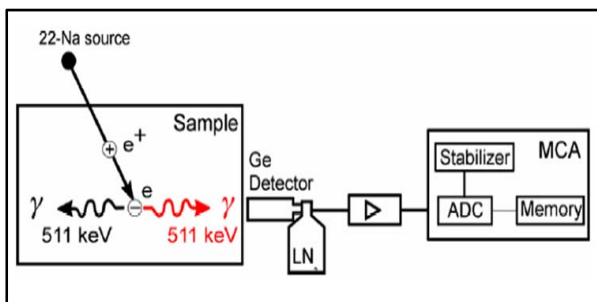 22-Na source
Sample
e+
e
γ γ
511 keV 511 keV
Ge
Detector
LN
MCA
Stabilizer
ADC
Memory